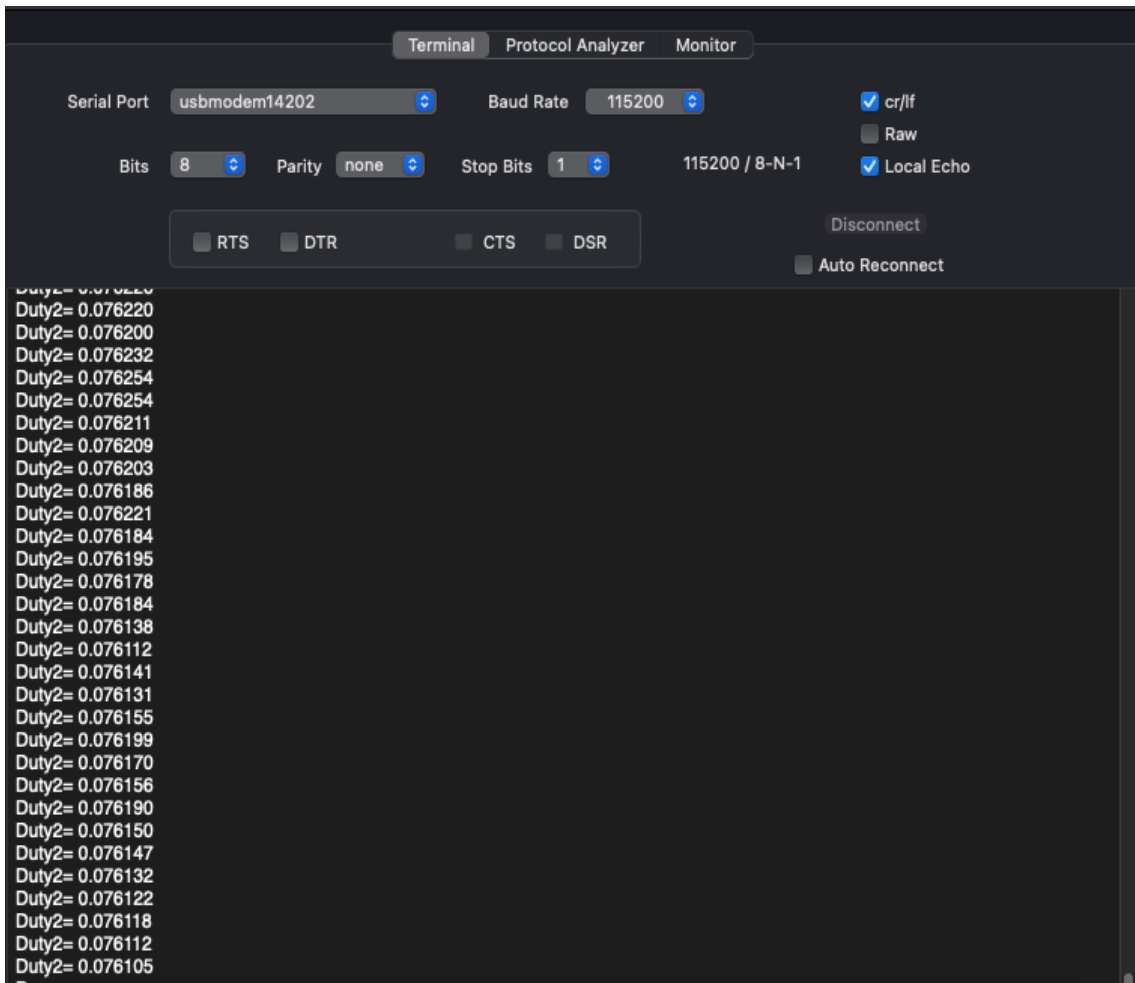 Terminal Protocol Analyzer Monitor
Serial Port usbmodem14202 Baud Rate 115200 cr/lf
Raw
Bits 8 Parity none Stop Bits 1 115200 / 8-N-1 Local Echo
Disconnect
RTS DTR CTS DSR
Auto Reconnect
Duty2= 0.076220
Duty2= 0.076220
Duty2= 0.076200
Duty2= 0.076232
Duty2= 0.076254
Duty2= 0.076254
Duty2= 0.076211
Duty2= 0.076209
Duty2= 0.076203
Duty2= 0.076186
Duty2= 0.076221
Duty2= 0.076184
Duty2= 0.076195
Duty2= 0.076178
Duty2= 0.076184
Duty2= 0.076138
Duty2= 0.076112
Duty2= 0.076141
Duty2= 0.076131
Duty2= 0.076155
Duty2= 0.076199
Duty2= 0.076170
Duty2= 0.076156
Duty2= 0.076190
Duty2= 0.076150
Duty2= 0.076147
Duty2= 0.076132
Duty2= 0.076122
Duty2= 0.076118
Duty2= 0.076112
Duty2= 0.076105